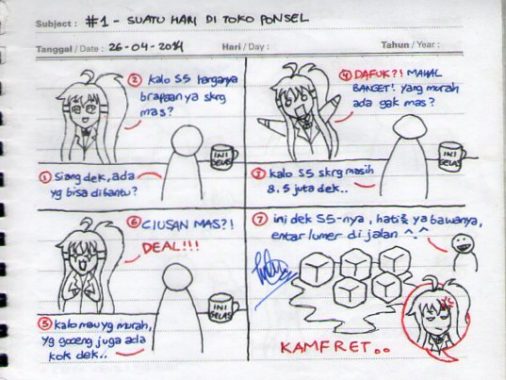 Subject : #1 - SUATU HARI DI TOKO PONSEL
Tanggal / Date : 26-04-2014
Hari / Day :
Tahun / Year :
① Siang dek, ada
yg bisa dibantu?
② kalo S5 harganya
brapaanya skrg
mas?
INI
GELAS
③ kalo S5 skrg masih
8.5 juta dek..
④ DAFUK?! MAHAL
BANGET! yang murah
ada gak mas?
INI
GELAS
⑤ kalo mau yg murah,
yg goceng juga ada
kok dek..
⑥ CIUSAN MAS?!
DEAL!!!
INI
GELAS
⑦ ini dek S5-nya, hati2 ya bawanya,
entar lumer di jalan ^.^
KAMFRET..